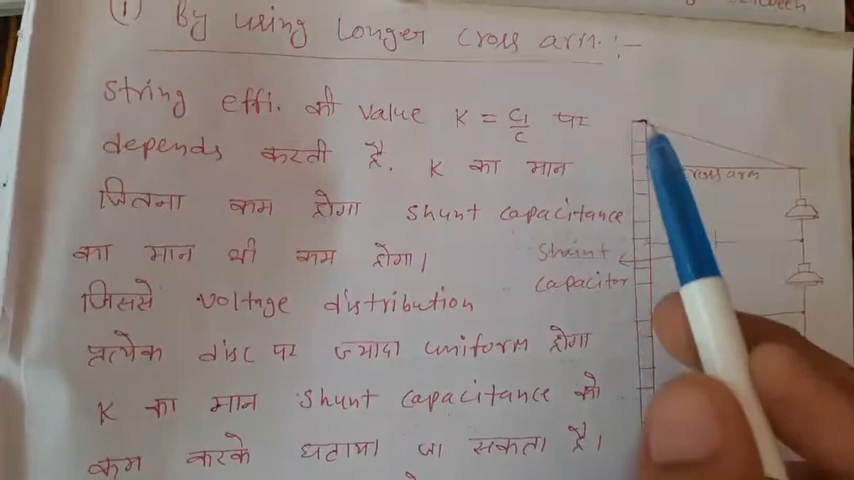 (1) By using longer cross arm :-
String effi. की value K = C1/C पर
depends करती है. K का मान
जितना कम होगा shunt capacitance
का मान भी कम होगा।
जिससे voltage distribution
प्रत्येक disc पर ज्यादा uniform होगा
K का मान shunt capacitance को
कम करके घटाया जा सकता है।
cross arm
Shunt
capacitor